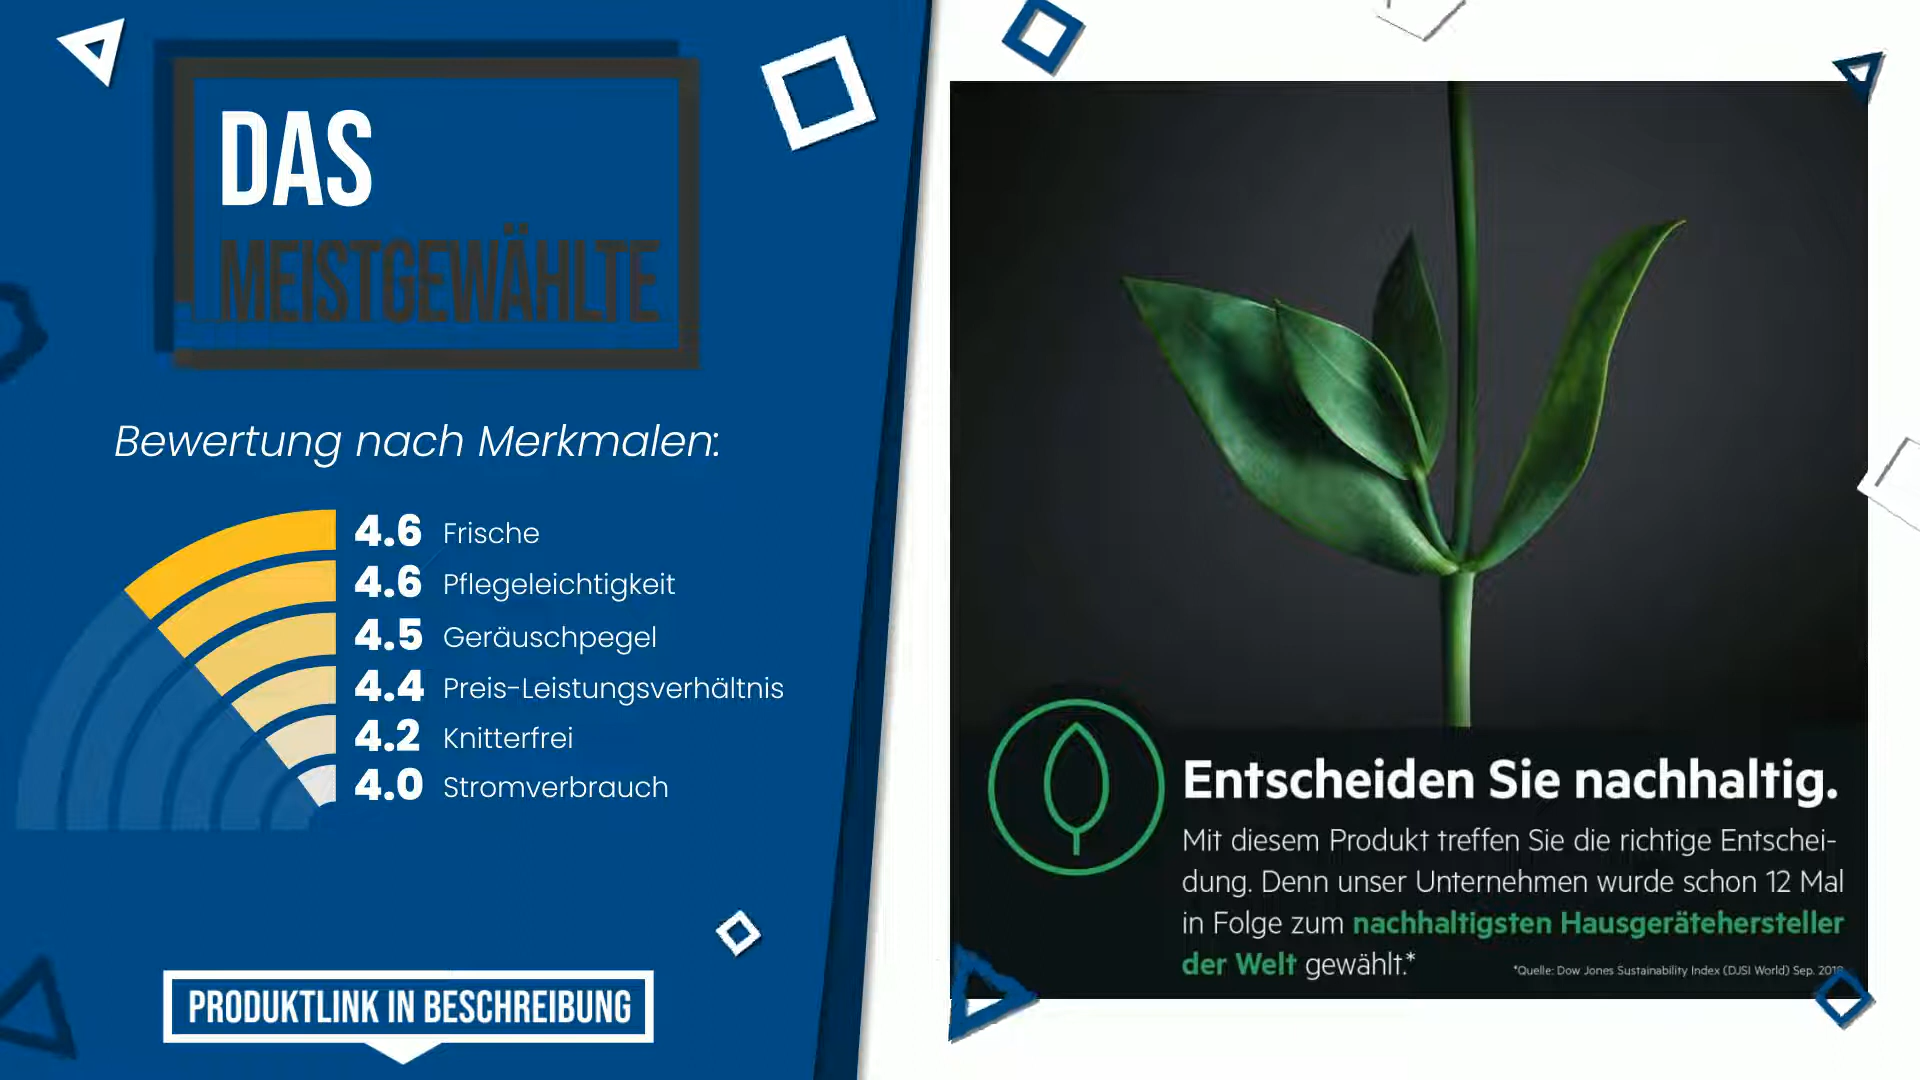 DAS
MEISTGEWÄHLTE
Bewertung nach Merkmalen:
4.6 Frische
4.6 Pflegeleichtigkeit
4.5 Geräuschpegel
4.4 Preis-Leistungsverhältnis
4.2 Knitterfrei
4.0 Stromverbrauch
PRODUKTLINK IN BESCHREIBUNG
Entscheiden Sie nachhaltig.
Mit diesem Produkt treffen Sie die richtige Entschei-
dung. Denn unser Unternehmen wurde schon 12 Mal
in Folge zum nachhaltigsten Hausgerätehersteller
der Welt gewählt.*
*Quelle: Dow Jones Sustainability Index (DJSI World) Sep.